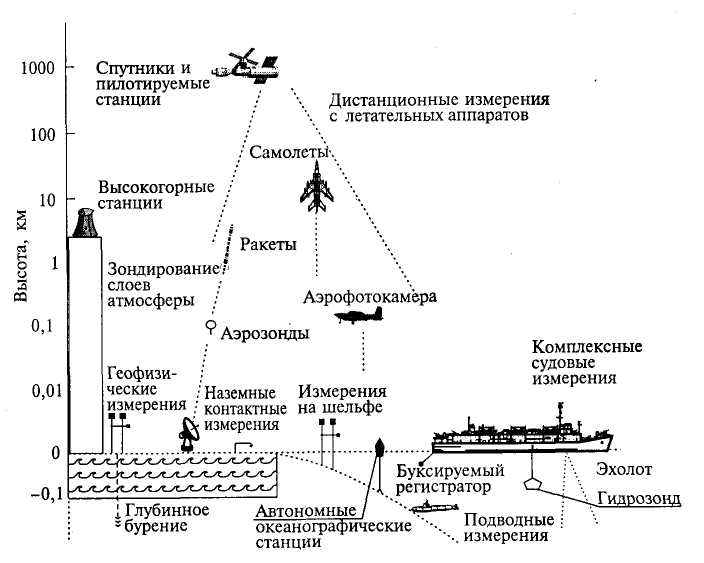 Высота, км
1000
100
10
1
0,1
0,01
0
−0,1
Спутники и
пилотируемые
станции
Дистанционные измерения
с летательных аппаратов
Самолеты
Высокогорные
станции
Ракеты
Зондирование
слоев
атмосферы
Аэрофотокамера
Аэрозонды
Комплексные
судовые
измерения
Геофизи-
ческие
измерения
Наземные
контактные
измерения
Измерения
на шельфе
Буксируемый
регистратор
Эхолот
Гидрозонд
Глубинное
бурение
Автономные
океанографические
станции
Подводные
измерения